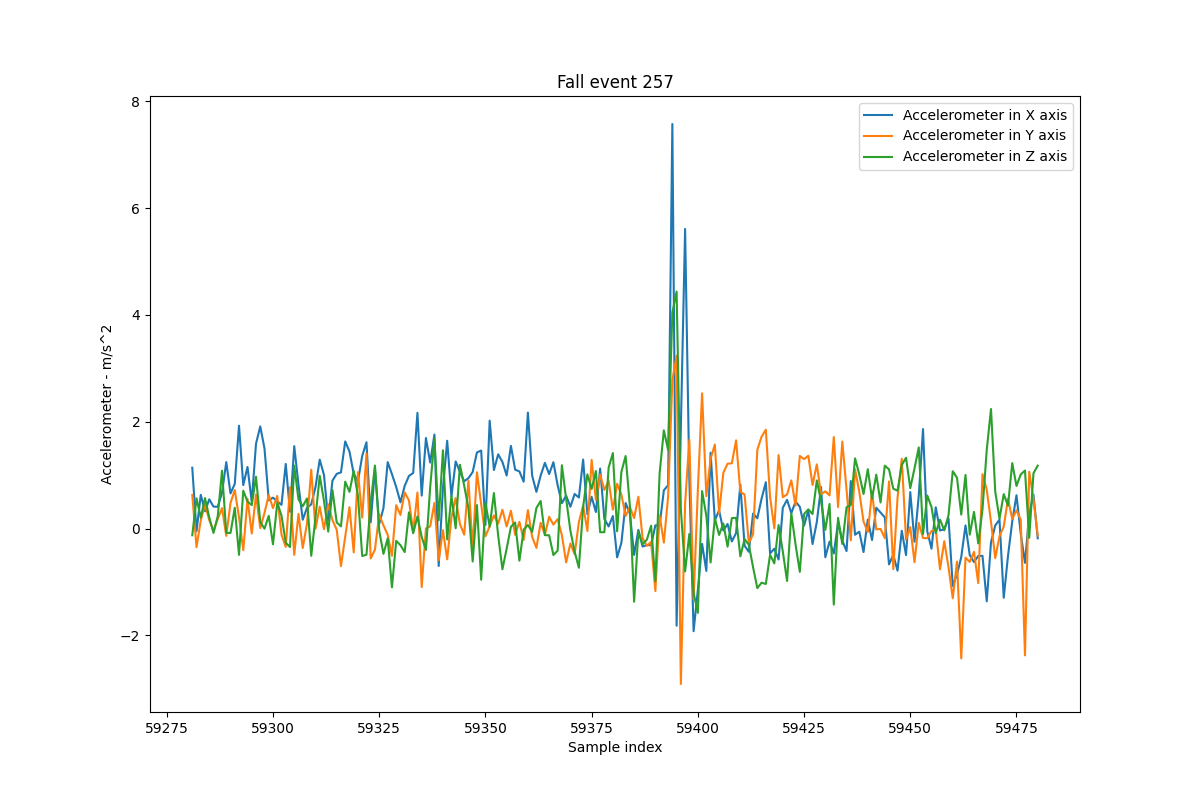 Fall event 257
Accelerometer in X axis
Accelerometer in Y axis
Accelerometer in Z axis
Accelerometer - m/s^2
8
6
4
2
0
−2
59275 59300 59325 59350 59375 59400 59425 59450 59475
Sample index